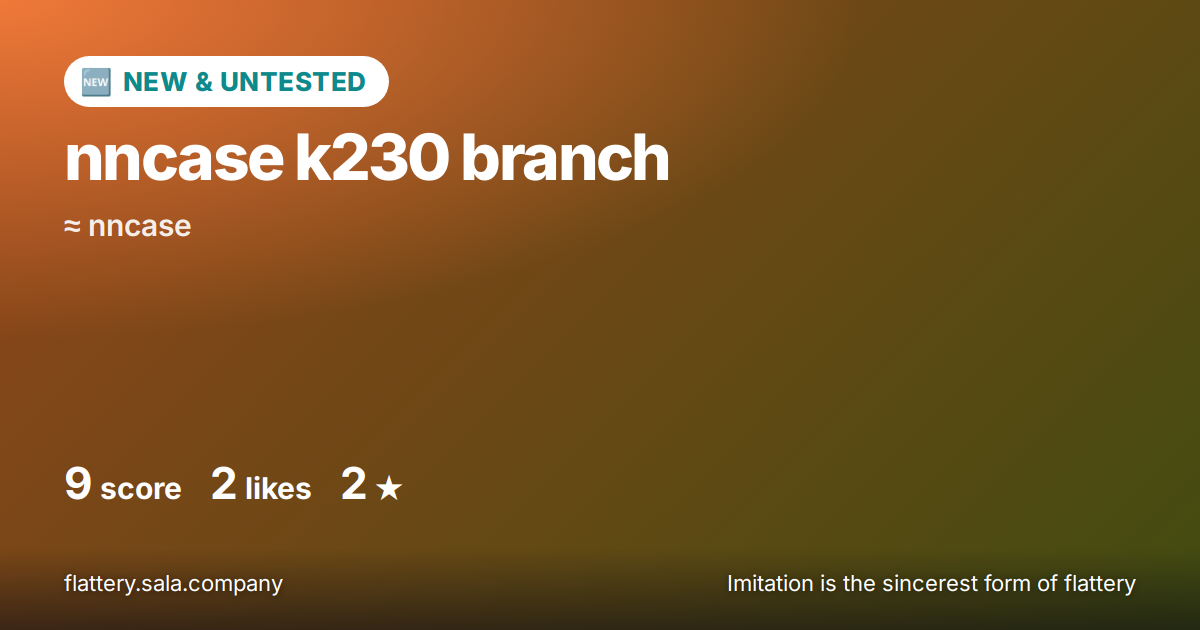 🆕 NEW & UNTESTED
nncase k230 branch
≈ nncase
9 score 2 likes 2 ★
flattery.sala.company
Imitation is the sincerest form of flattery